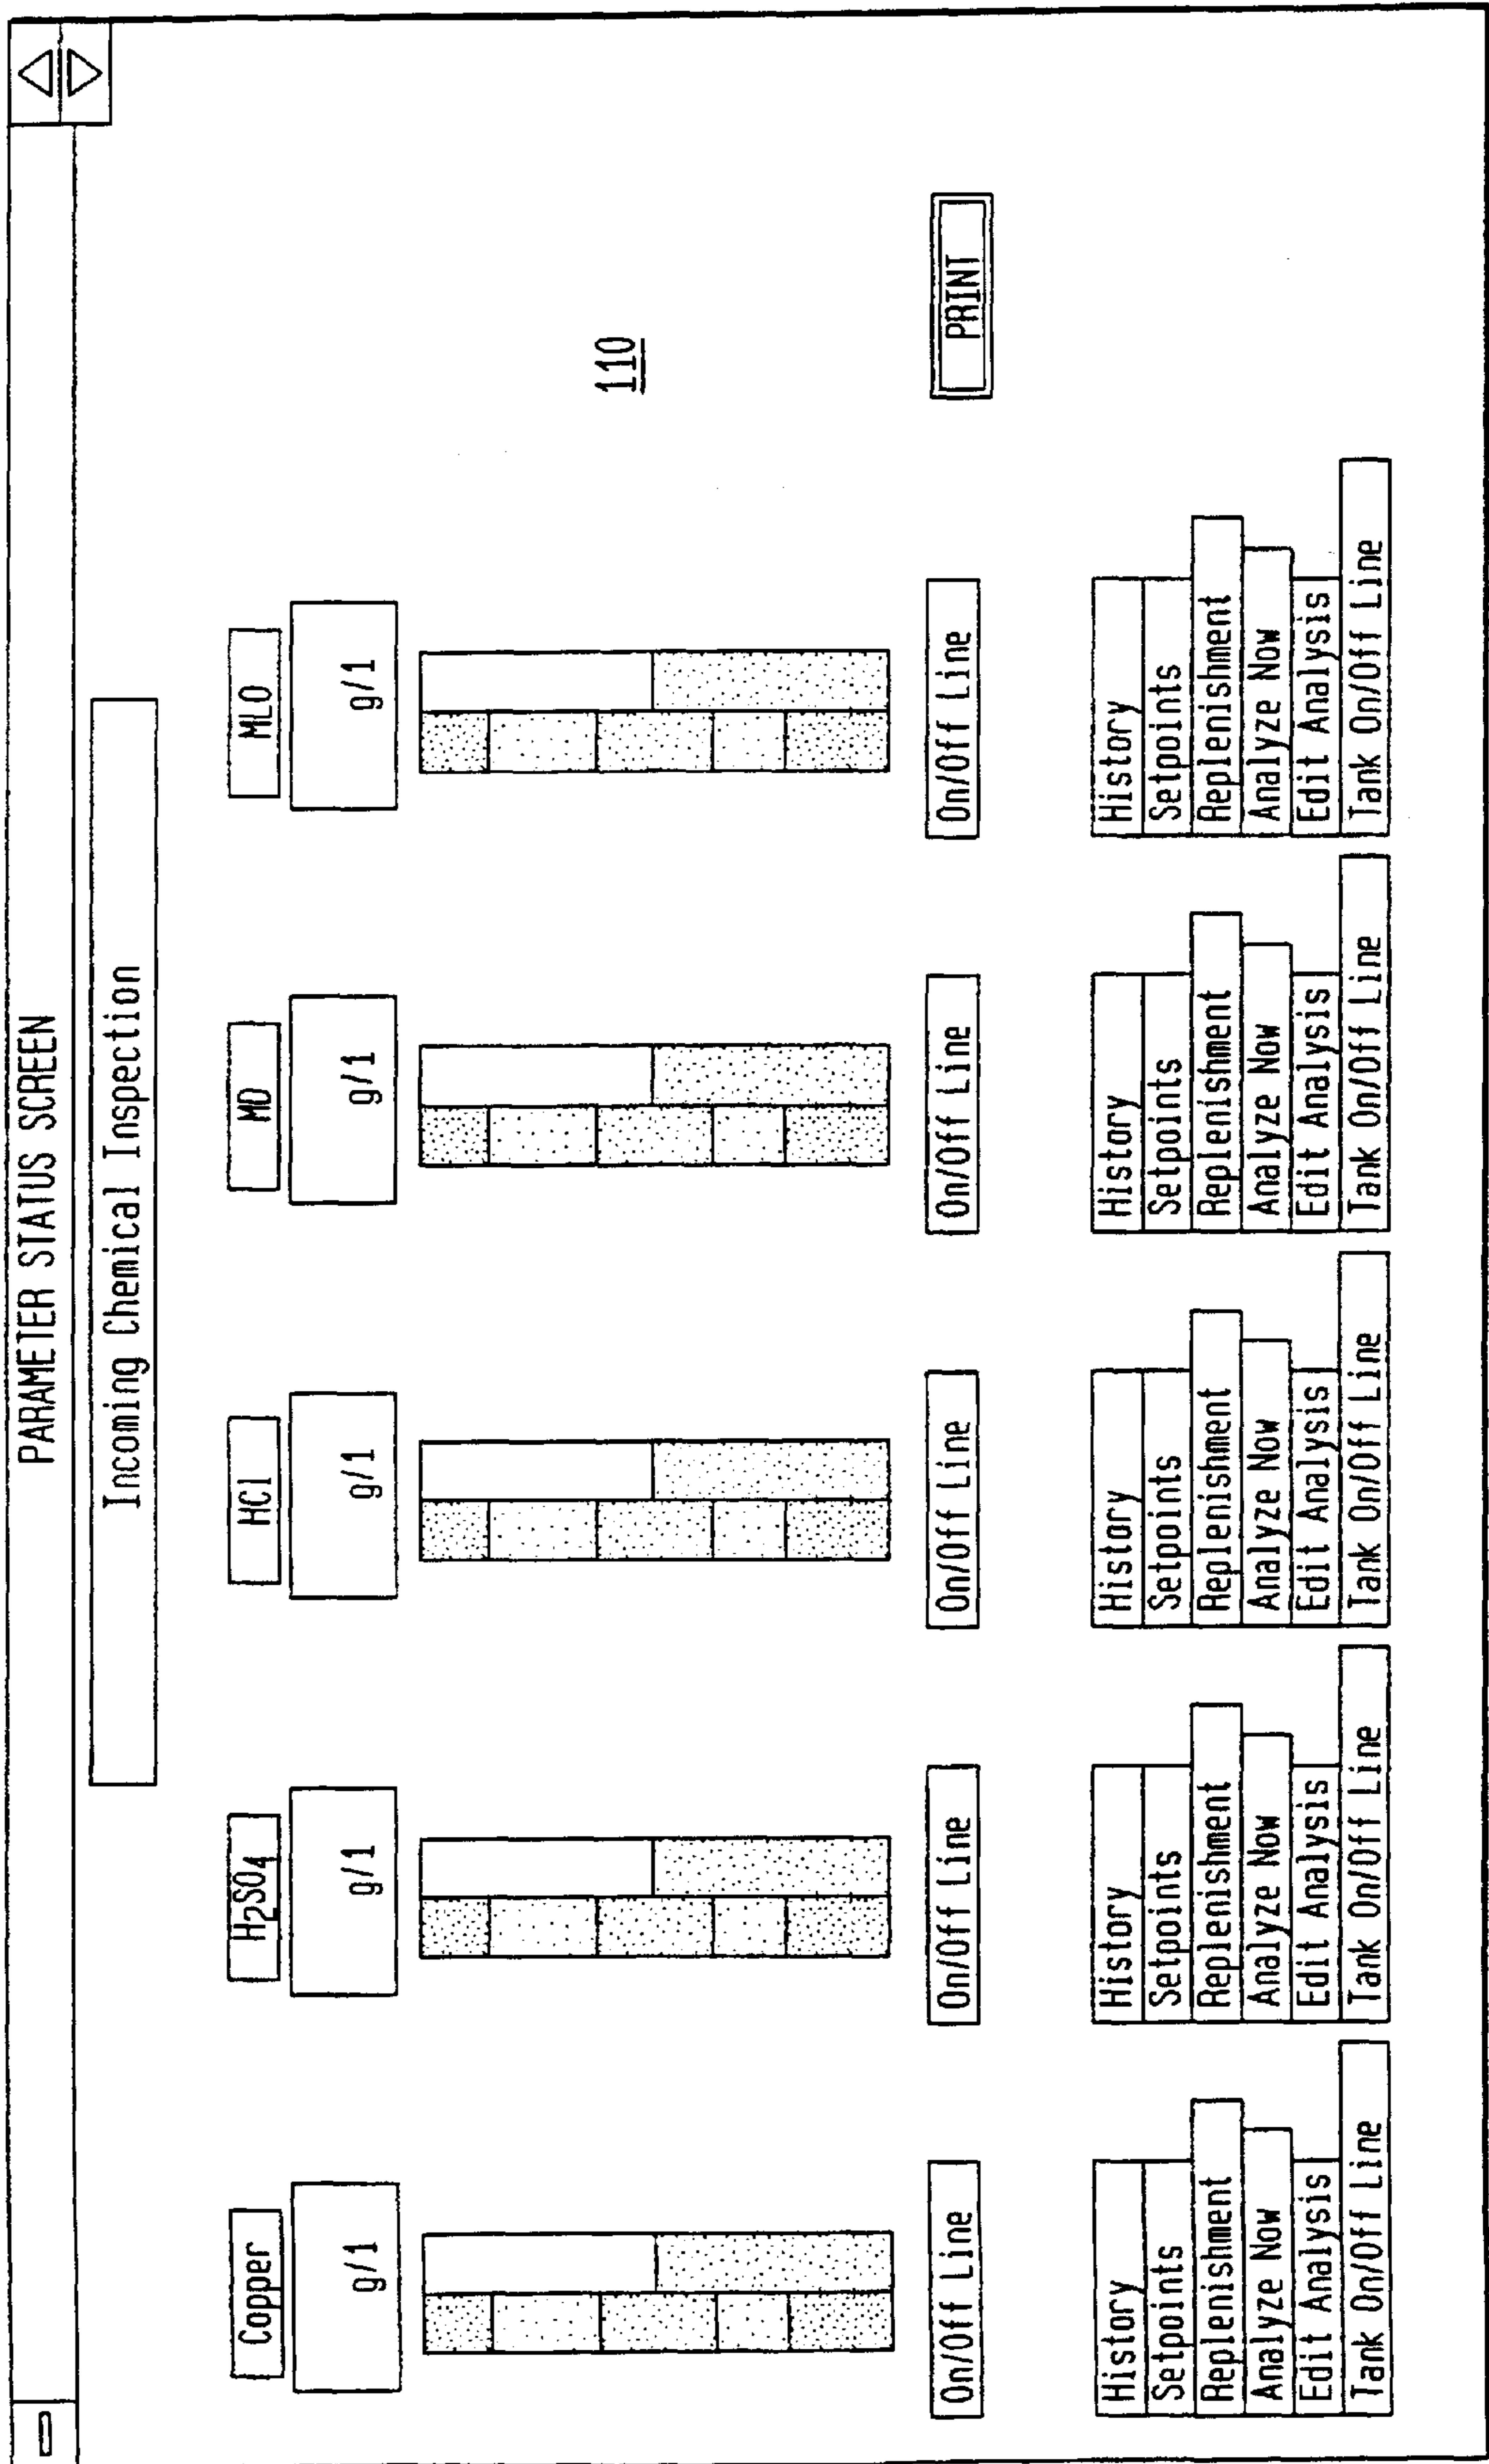 PARAMETER STATUS SCREEN
Incoming Chemical Inspection
Copper H₂SO₄ HCl MD MLO
g/l g/l g/l g/l g/l
110
On/Off Line On/Off Line On/Off Line On/Off Line On/Off Line PRINT
History History History History History
Setpoints Setpoints Setpoints Setpoints Setpoints
Replenishment Replenishment Replenishment Replenishment Replenishment
Analyze Now Analyze Now Analyze Now Analyze Now Analyze Now
Edit Analysis Edit Analysis Edit Analysis Edit Analysis Edit Analysis
Tank On/Off Line Tank On/Off Line Tank On/Off Line Tank On/Off Line Tank On/Off Line